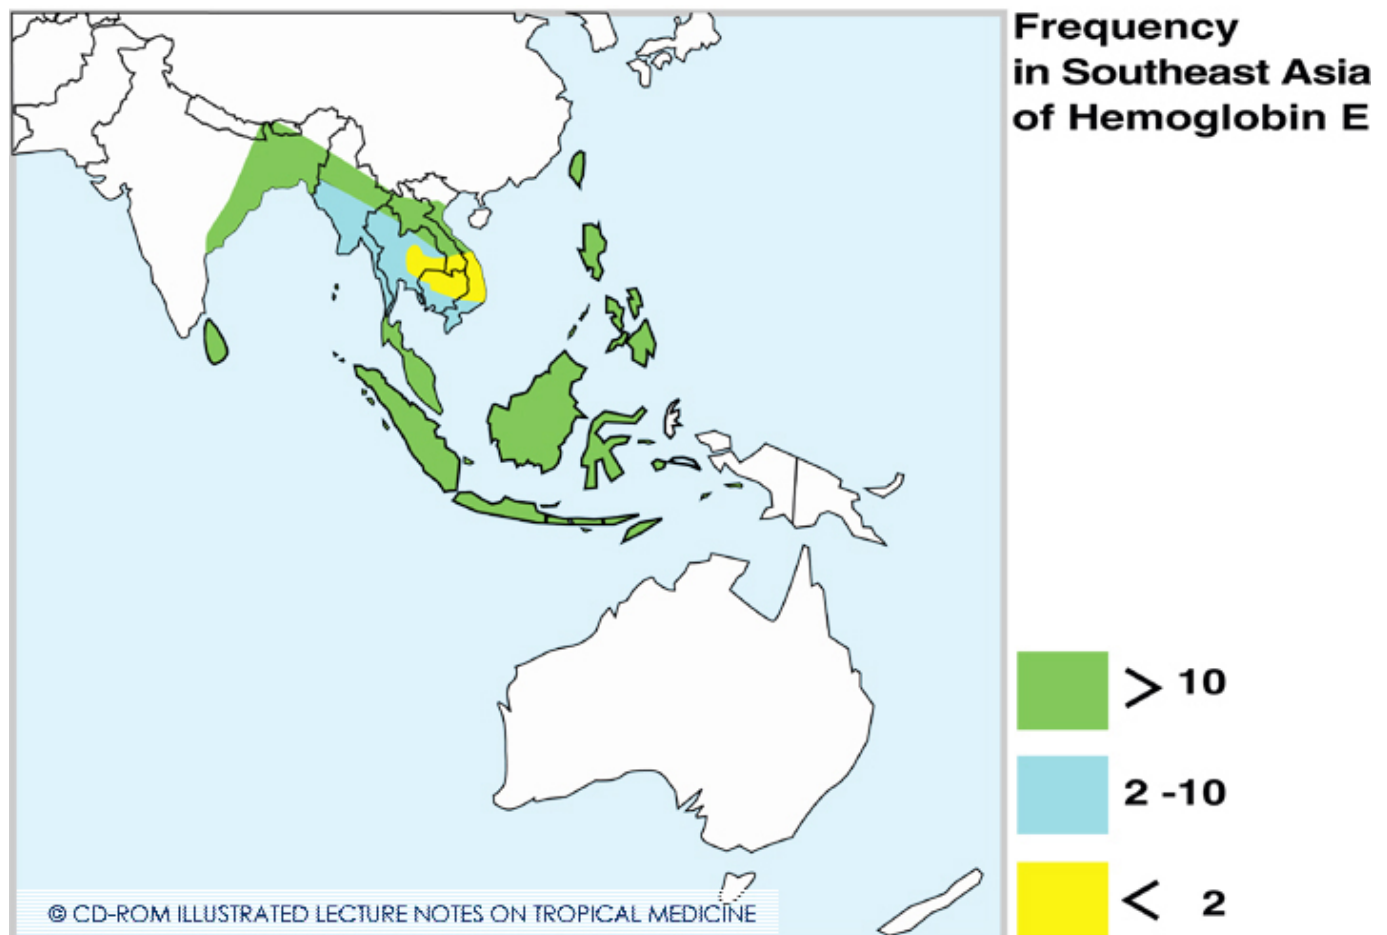 Frequency
in Southeast Asia
of Hemoglobin E
> 10
2 -10
< 2
© CD-ROM ILLUSTRATED LECTURE NOTES ON TROPICAL MEDICINE